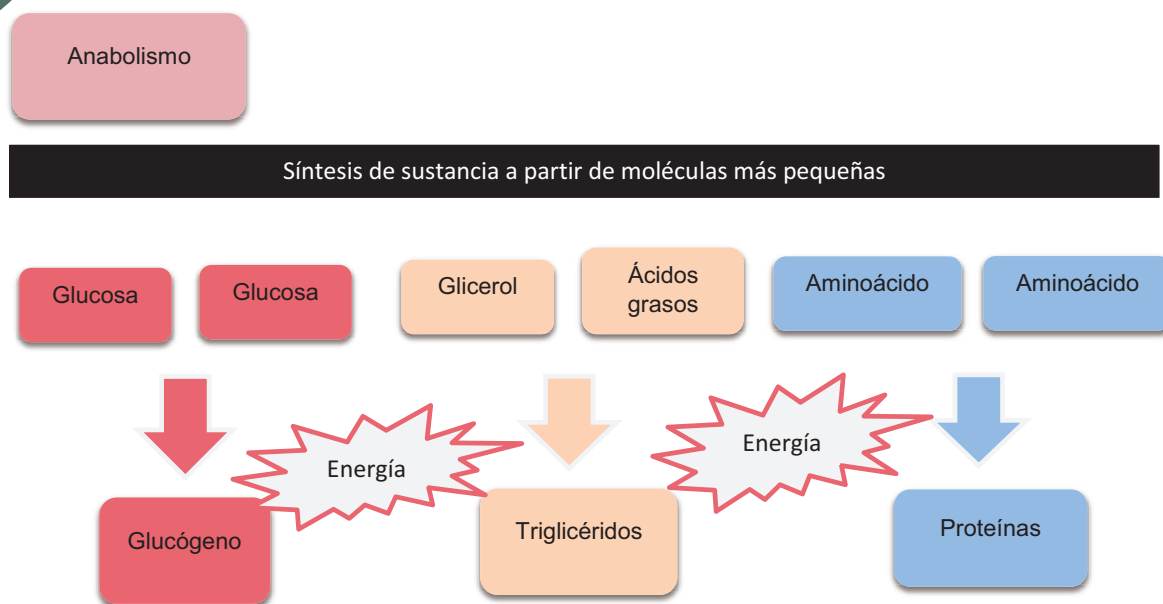 Anabolismo
Síntesis de sustancia a partir de moléculas más pequeñas
Glucosa
Glucosa
Glicerol
Ácidos
grasos
Aminoácido
Aminoácido
Energía
Energía
Glucógeno
Triglicéridos
Proteínas